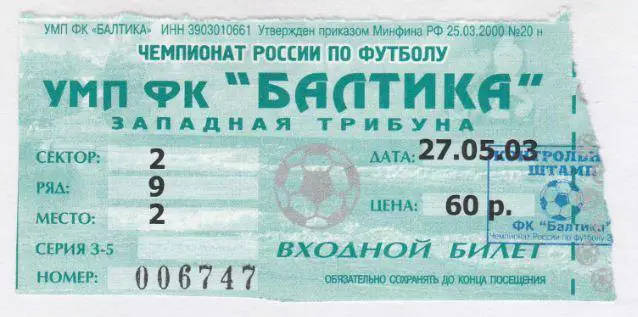 УМП ФК «БАЛТИКА» ИНН 3903010661 Утвержден приказом Минфина РФ 25.03.2000 №20 н
ЧЕМПИОНАТ РОССИИ ПО ФУТБОЛУ
УМП ФК "БАЛТИКА"
ЗАПАДНАЯ ТРИБУНА
СЕКТОР: 2
РЯД: 9
МЕСТО: 2
СЕРИЯ 3-5
НОМЕР: 006747
ДАТА: 27.05.03
ЦЕНА: 60 р.
ВХОДНОЙ БИЛЕТ
ОБЯЗАТЕЛЬНО СОХРАНЯТЬ ДО КОНЦА ПОСЕЩЕНИЯ
КОНТРОЛЬН
ШТАМП
ФК "Балтика"
Чемпионат России по футболу